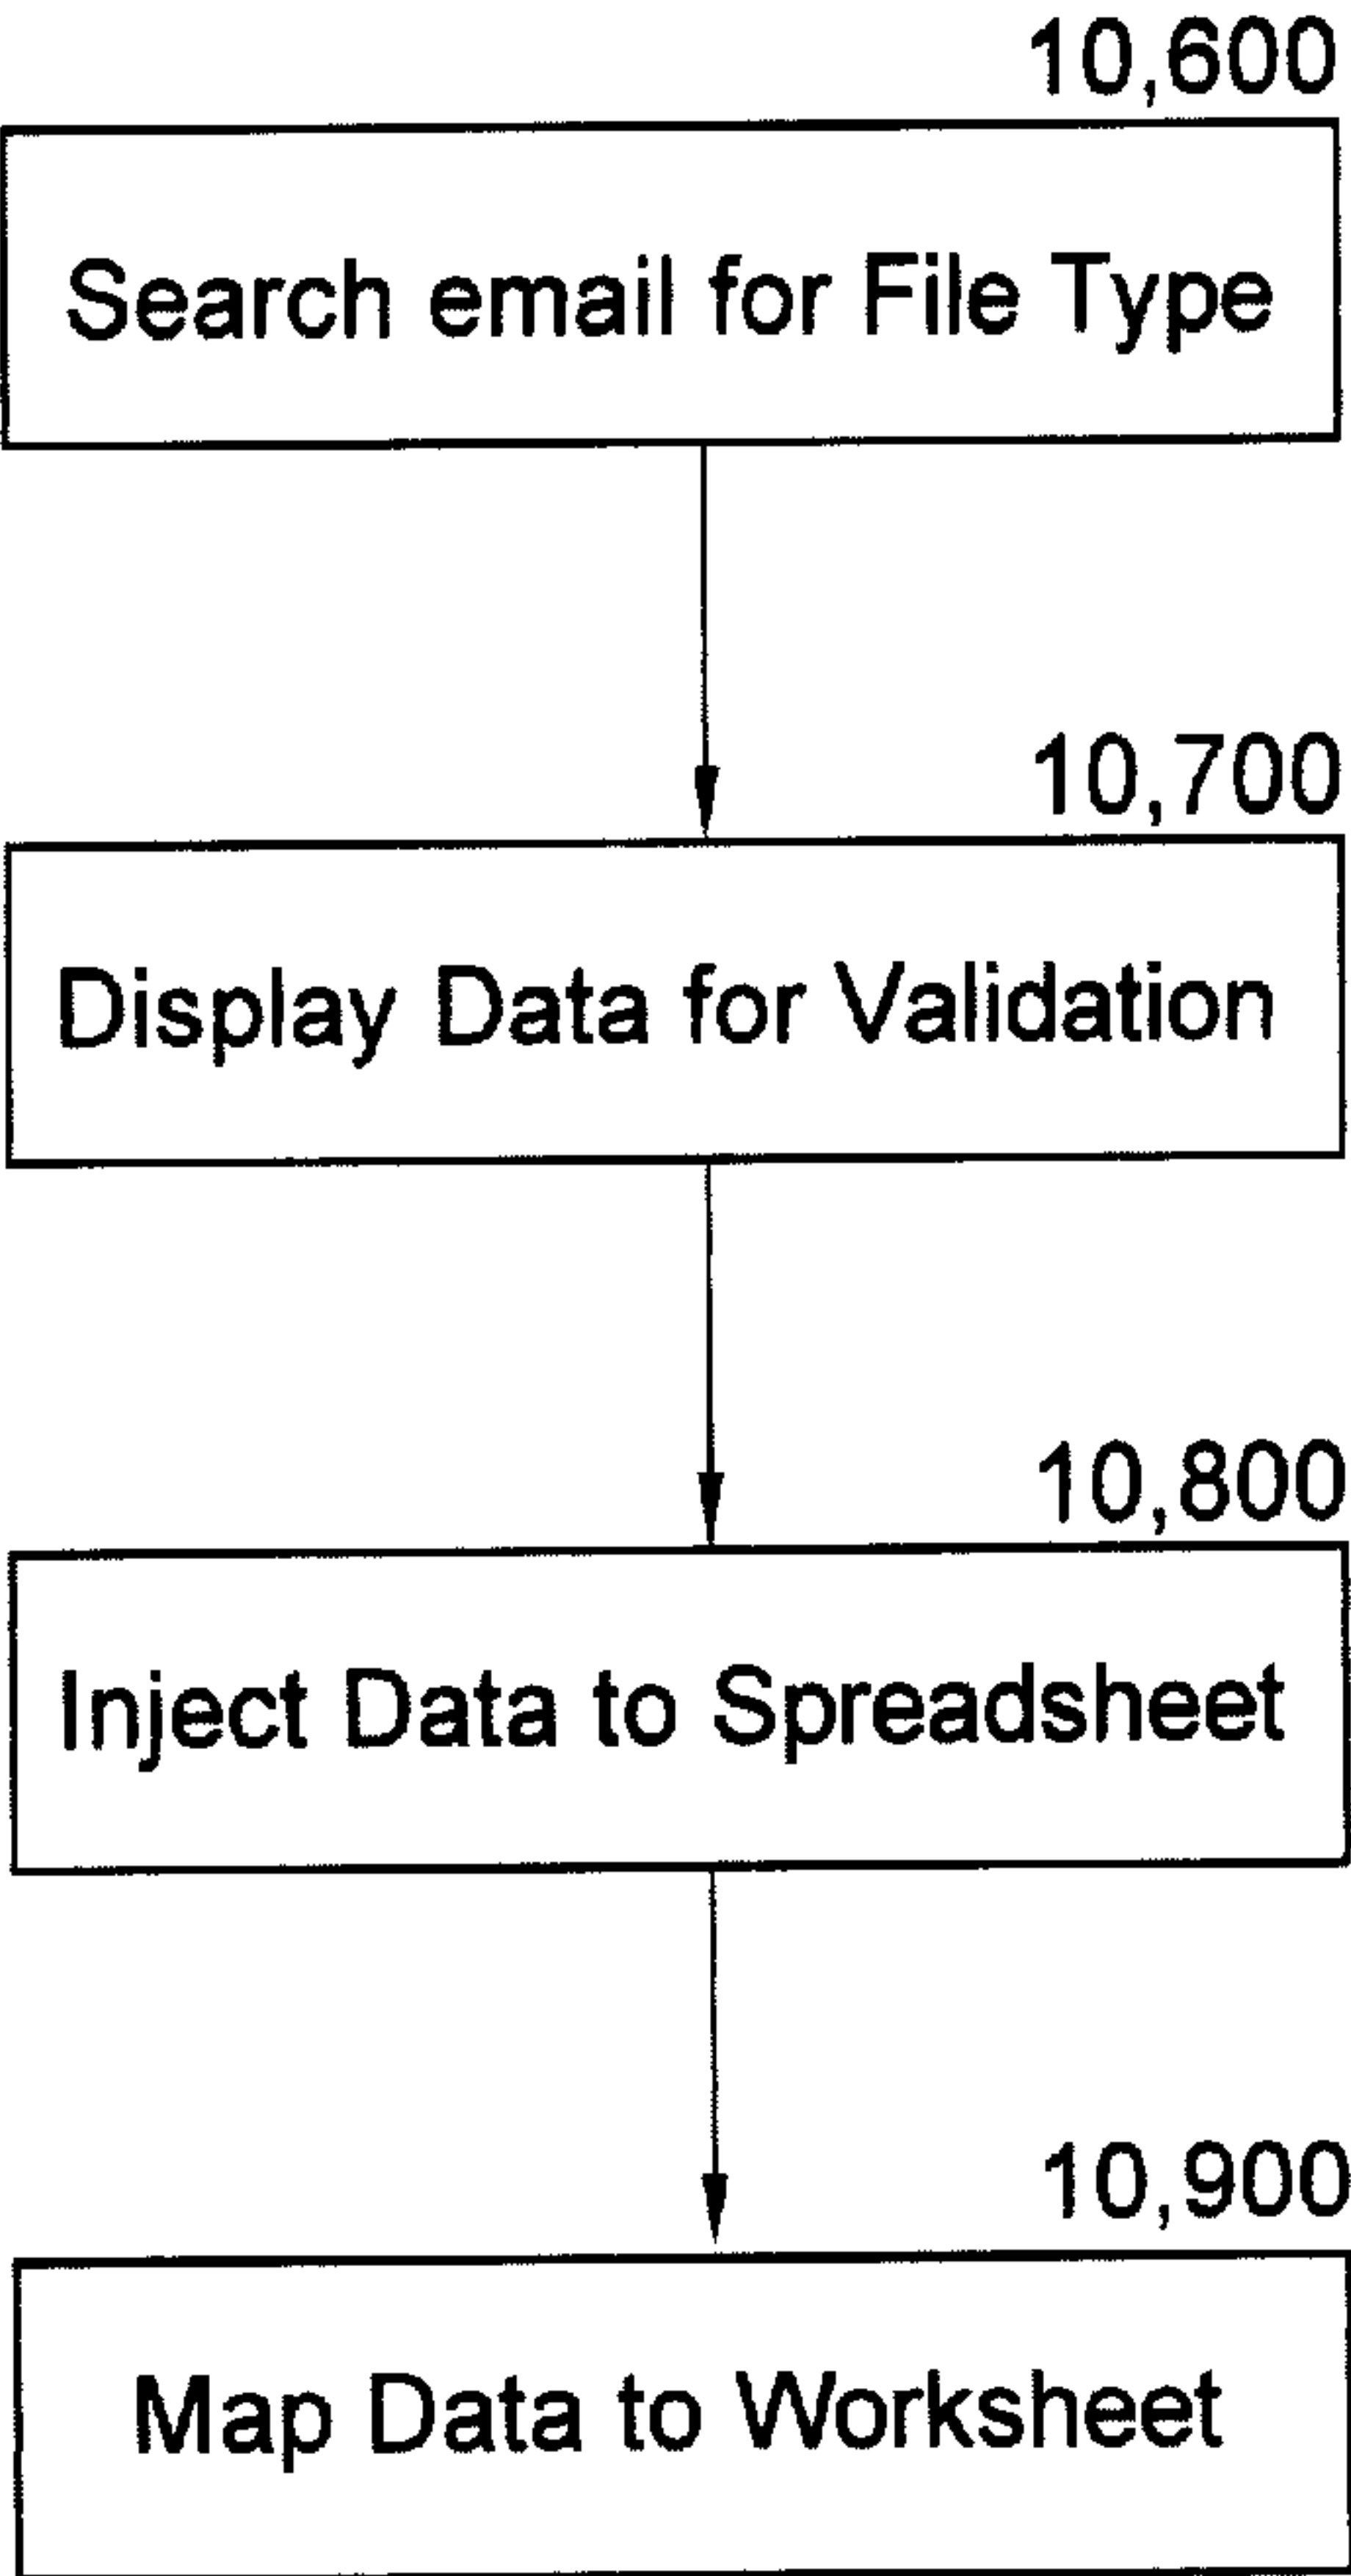 10,600
Search email for File Type
10,700
Display Data for Validation
10,800
Inject Data to Spreadsheet
10,900
Map Data to Worksheet